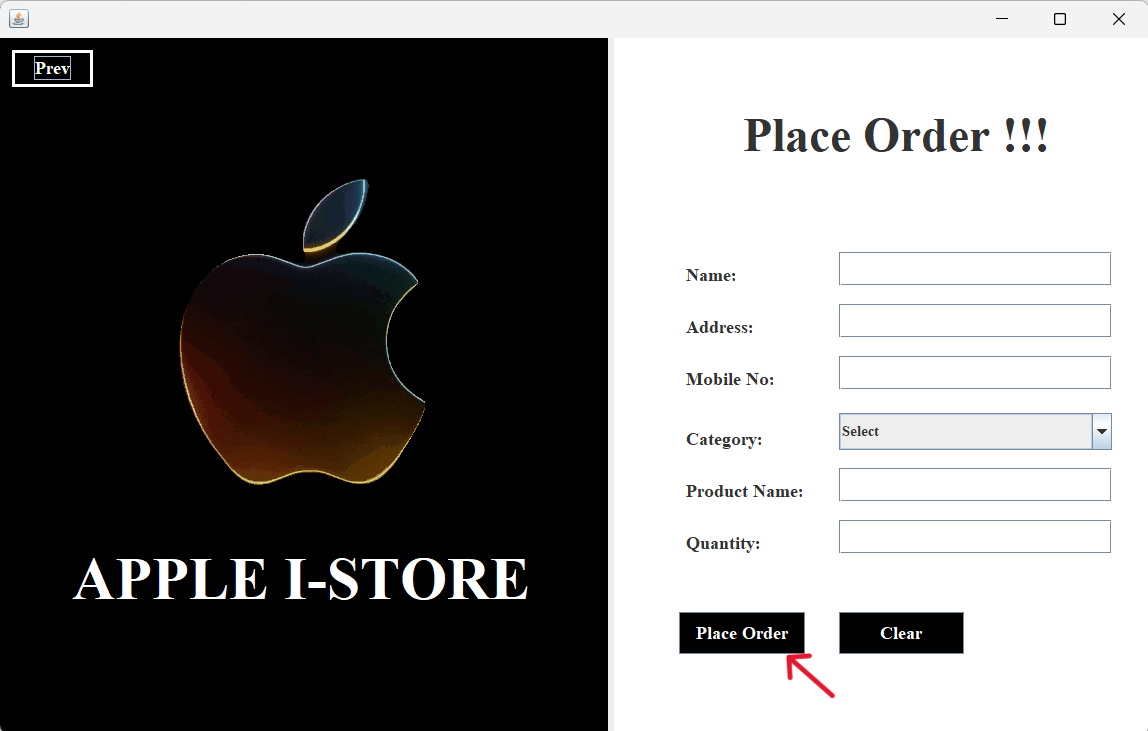 Prev
APPLE I-STORE
Place Order !!!
Name:
Address:
Mobile No:
Category:
Select
Product Name:
Quantity:
Place Order
Clear